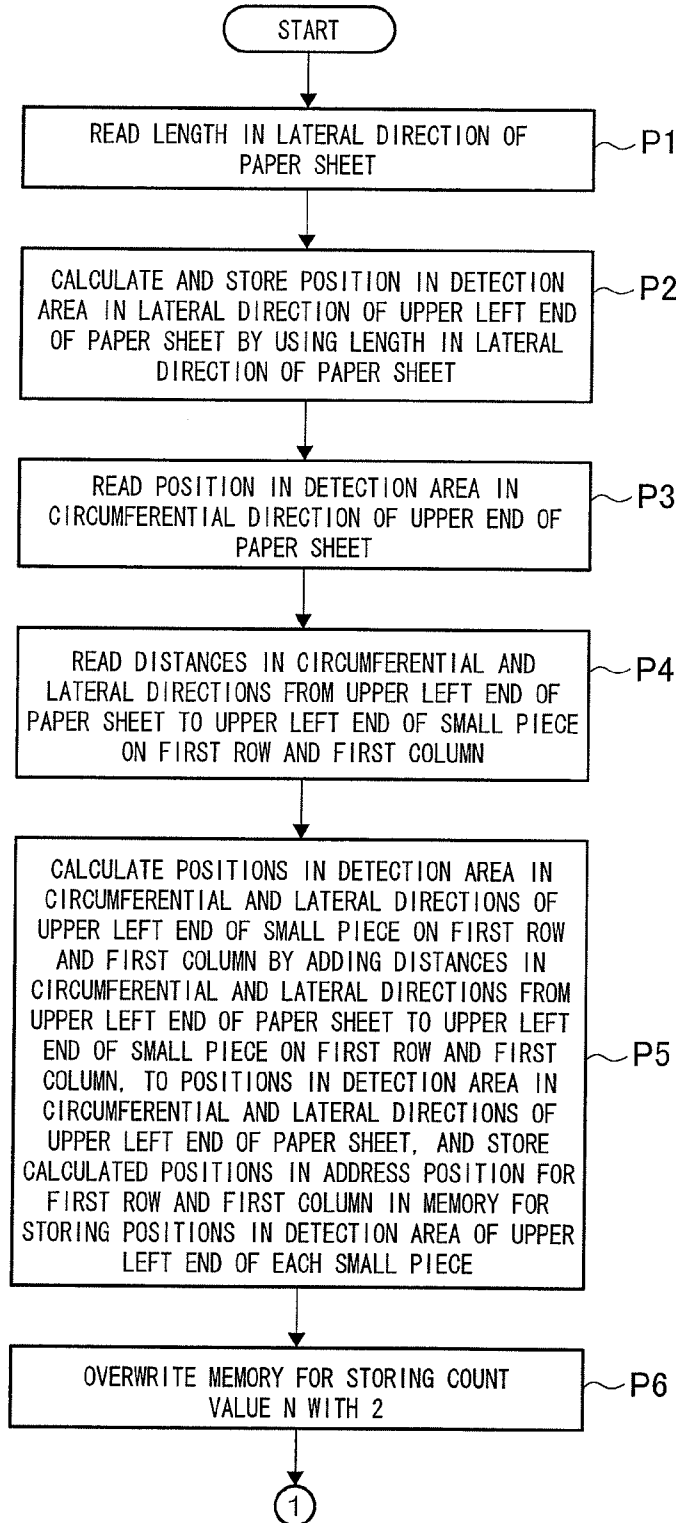 START
READ LENGTH IN LATERAL DIRECTION OF
PAPER SHEET
P1
CALCULATE AND STORE POSITION IN DETECTION
AREA IN LATERAL DIRECTION OF UPPER LEFT END
OF PAPER SHEET BY USING LENGTH IN LATERAL
DIRECTION OF PAPER SHEET
P2
READ POSITION IN DETECTION AREA IN
CIRCUMFERENTIAL DIRECTION OF UPPER END OF
PAPER SHEET
P3
READ DISTANCES IN CIRCUMFERENTIAL AND
LATERAL DIRECTIONS FROM UPPER LEFT END OF
PAPER SHEET TO UPPER LEFT END OF SMALL PIECE
ON FIRST ROW AND FIRST COLUMN
P4
CALCULATE POSITIONS IN DETECTION AREA IN
CIRCUMFERENTIAL AND LATERAL DIRECTIONS OF
UPPER LEFT END OF SMALL PIECE ON FIRST ROW
AND FIRST COLUMN BY ADDING DISTANCES IN
CIRCUMFERENTIAL AND LATERAL DIRECTIONS FROM
UPPER LEFT END OF PAPER SHEET TO UPPER LEFT
END OF SMALL PIECE ON FIRST ROW AND FIRST
COLUMN, TO POSITIONS IN DETECTION AREA IN
CIRCUMFERENTIAL AND LATERAL DIRECTIONS OF
UPPER LEFT END OF PAPER SHEET, AND STORE
CALCULATED POSITIONS IN ADDRESS POSITION FOR
FIRST ROW AND FIRST COLUMN IN MEMORY FOR
STORING POSITIONS IN DETECTION AREA OF UPPER
LEFT END OF EACH SMALL PIECE
P5
OVERWRITE MEMORY FOR STORING COUNT
VALUE N WITH 2
P6
1